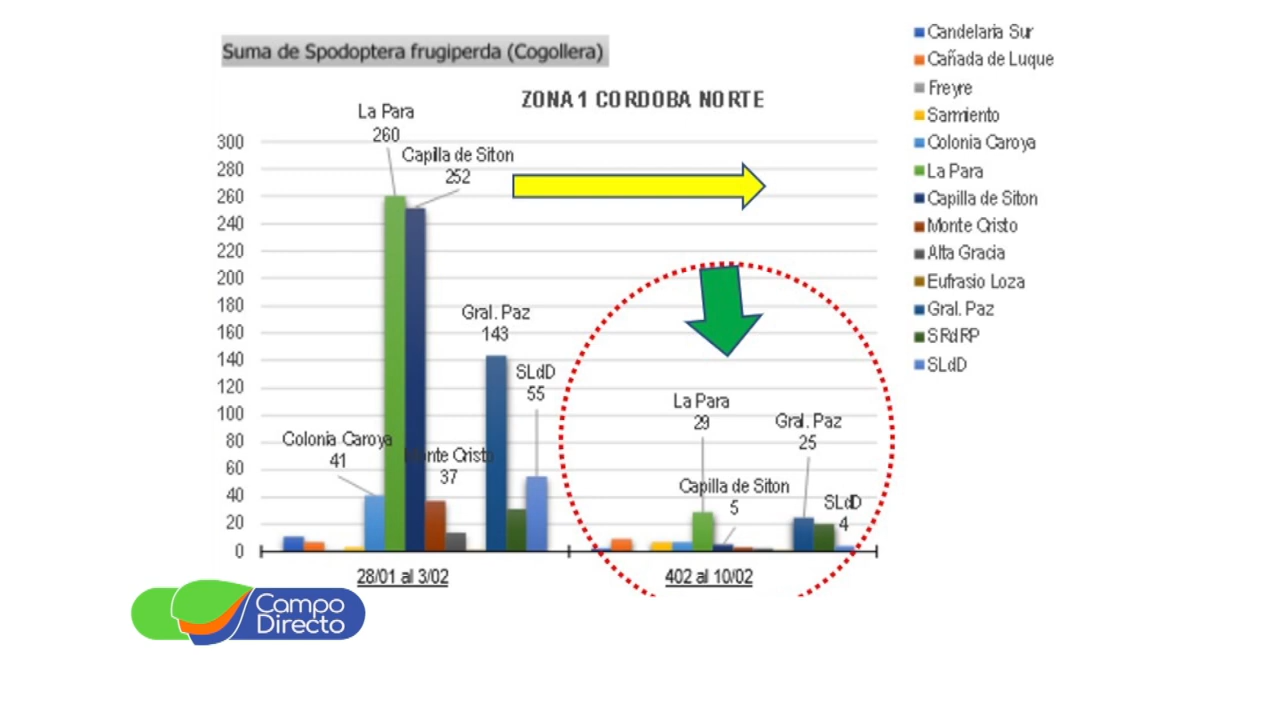 Suma de Spodoptera frugiperda (Cogollera)
ZONA 1 CORDOBA NORTE
La Para
260
Capilla de Siton
252
Gral. Paz
143
SLdD
55
Colonia Caroya
41
Monte Cristo
37
La Para
29
Gral. Paz
25
Capilla de Siton
5
SLdD
4
300
280
260
240
220
200
180
160
140
120
100
80
60
40
20
0
28/01 al 3/02
402 al 10/02
Candelaria Sur
Cañada de Luque
Freyre
Sarmiento
Colonia Caroya
La Para
Capilla de Siton
Monte Cristo
Alta Gracia
Eufrasio Loza
Gral. Paz
SRdRP
SLdD
Campo
Directo